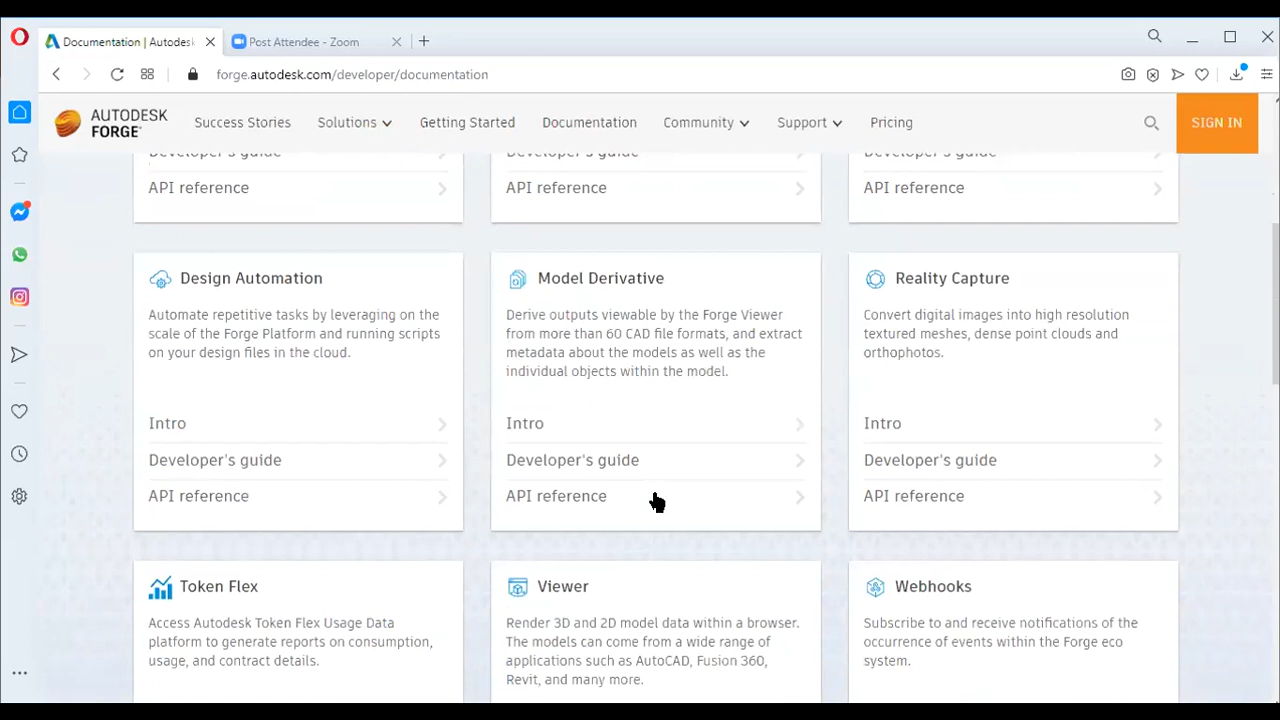 Documentation | Autodesk
Post Attendee - Zoom
forge.autodesk.com/developer/documentation
AUTODESK
FORGE
Success Stories
Solutions
Getting Started
Documentation
Community
Support
Pricing
SIGN IN
Developer's guide
Developer's guide
Developer's guide
API reference
API reference
API reference
Design Automation
Automate repetitive tasks by leveraging on the
scale of the Forge Platform and running scripts
on your design files in the cloud.
Intro
Developer's guide
API reference
Model Derivative
Derive outputs viewable by the Forge Viewer
from more than 60 CAD file formats, and extract
metadata about the models as well as the
individual objects within the model.
Intro
Developer's guide
API reference
Reality Capture
Convert digital images into high resolution
textured meshes, dense point clouds and
orthophotos.
Intro
Developer's guide
API reference
Token Flex
Access Autodesk Token Flex Usage Data
platform to generate reports on consumption,
usage, and contract details.
Viewer
Render 3D and 2D model data within a browser.
The models can come from a wide range of
applications such as AutoCAD, Fusion 360,
Revit, and many more.
Webhooks
Subscribe to and receive notifications of the
occurrence of events within the Forge eco
system.